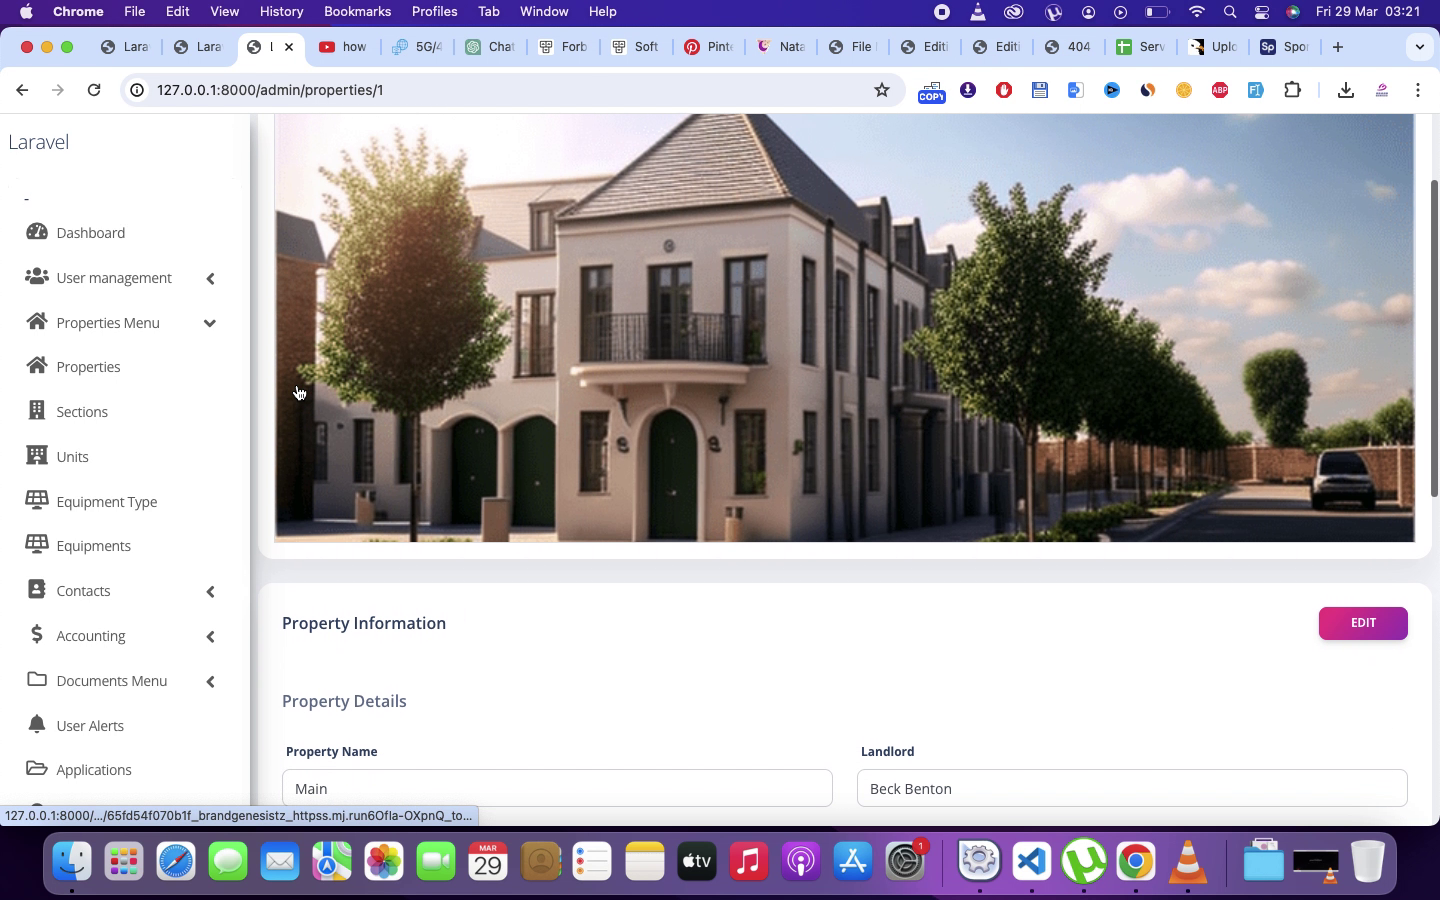 Chrome File Edit View History Bookmarks Profiles Tab Window Help Fri 29 Mar 03:21
Lara Lara L how 5G/4 Chat Forb Soft Pinte Nata File Editi Editi 404 Serv Uplo Sp Spor
127.0.0.1:8000/admin/properties/1 COPY ABP
Laravel
-
Dashboard
User management
Properties Menu
Properties
Sections
Units
Equipment Type
Equipments
Contacts
Accounting
Documents Menu
User Alerts
Applications
Property Information EDIT
Property Details
Property Name Landlord
Main Beck Benton
127.0.0.1:8000/.../65fd54f070b1f_brandgenesistz_httpss.mj.run6Ofla-OXpnQ_to...
MAR
29
tv
1